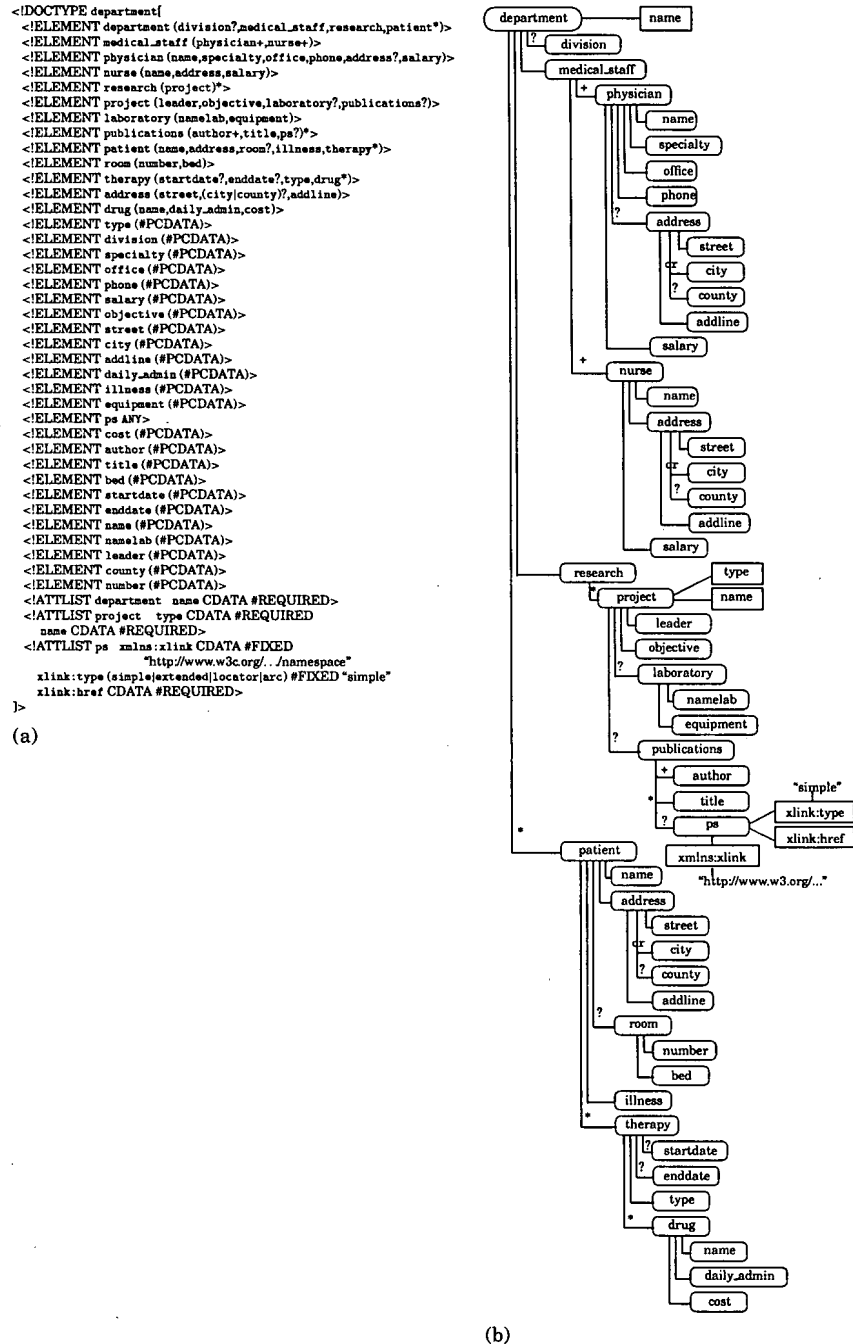 <!DOCTYPE department[
<!ELEMENT department (division?,medical_staff,research,patient*)>
<!ELEMENT medical_staff (physician+,nurse+)>
<!ELEMENT physician (name,specialty,office,phone,address?,salary)>
<!ELEMENT nurse (name,address,salary)>
<!ELEMENT research (project)*>
<!ELEMENT project (leader,objective,laboratory?,publications?)>
<!ELEMENT laboratory (namelab,equipment)>
<!ELEMENT publications (author+,title,ps?)*>
<!ELEMENT patient (name,address,room?,illness,therapy*)>
<!ELEMENT room (number,bed)>
<!ELEMENT therapy (startdate?,enddate?,type,drug*)>
<!ELEMENT address (street,(city|county)?,addline)>
<!ELEMENT drug (name,daily_admin,cost)>
<!ELEMENT type (#PCDATA)>
<!ELEMENT division (#PCDATA)>
<!ELEMENT specialty (#PCDATA)>
<!ELEMENT office (#PCDATA)>
<!ELEMENT phone (#PCDATA)>
<!ELEMENT salary (#PCDATA)>
<!ELEMENT objective (#PCDATA)>
<!ELEMENT street (#PCDATA)>
<!ELEMENT city (#PCDATA)>
<!ELEMENT addline (#PCDATA)>
<!ELEMENT daily_admin (#PCDATA)>
<!ELEMENT illness (#PCDATA)>
<!ELEMENT equipment (#PCDATA)>
<!ELEMENT ps ANY>
<!ELEMENT cost (#PCDATA)>
<!ELEMENT author (#PCDATA)>
<!ELEMENT title (#PCDATA)>
<!ELEMENT bed (#PCDATA)>
<!ELEMENT startdate (#PCDATA)>
<!ELEMENT enddate (#PCDATA)>
<!ELEMENT name (#PCDATA)>
<!ELEMENT namelab (#PCDATA)>
<!ELEMENT leader (#PCDATA)>
<!ELEMENT county (#PCDATA)>
<!ELEMENT number (#PCDATA)>
<!ATTLIST department name CDATA #REQUIRED>
<!ATTLIST project type CDATA #REQUIRED
name CDATA #REQUIRED>
<!ATTLIST ps xmlns:xlink CDATA #FIXED
"http://www.w3c.org/. . ./namespace"
xlink:type (simple|extended|locator|arc) #FIXED "simple"
xlink:href CDATA #REQUIRED>
]>
(a)
department name
? division
medical_staff
+ physician
name
specialty
office
phone
? address
street
or city
? county
addline
salary
+ nurse
name
address
street
or city
? county
addline
salary
research
* project
type
name
leader
objective
? laboratory
namelab
equipment
? publications
+ author
* title
? ps
"simple"
xlink:type
xlink:href
xmlns:xlink
"http://www.w3.org/..."
* patient
name
address
street
or city
? county
addline
? room
number
bed
illness
* therapy
? startdate
? enddate
type
* drug
name
daily_admin
cost
(b)